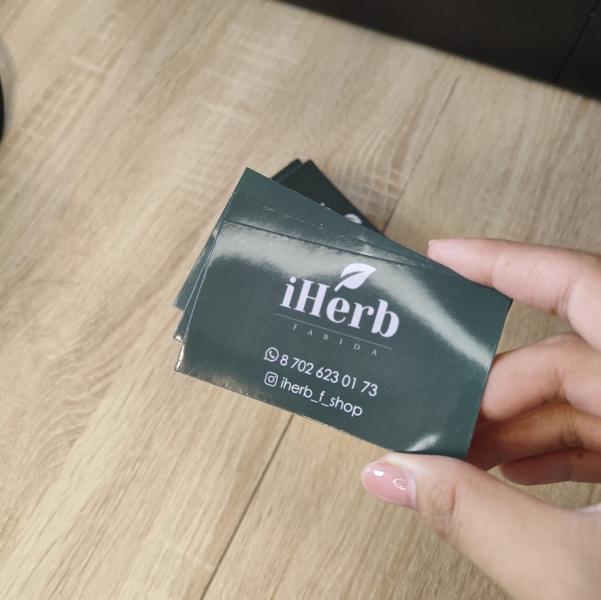 iHerb
FARIDA
8 702 623 01 73
iherb_f_shop